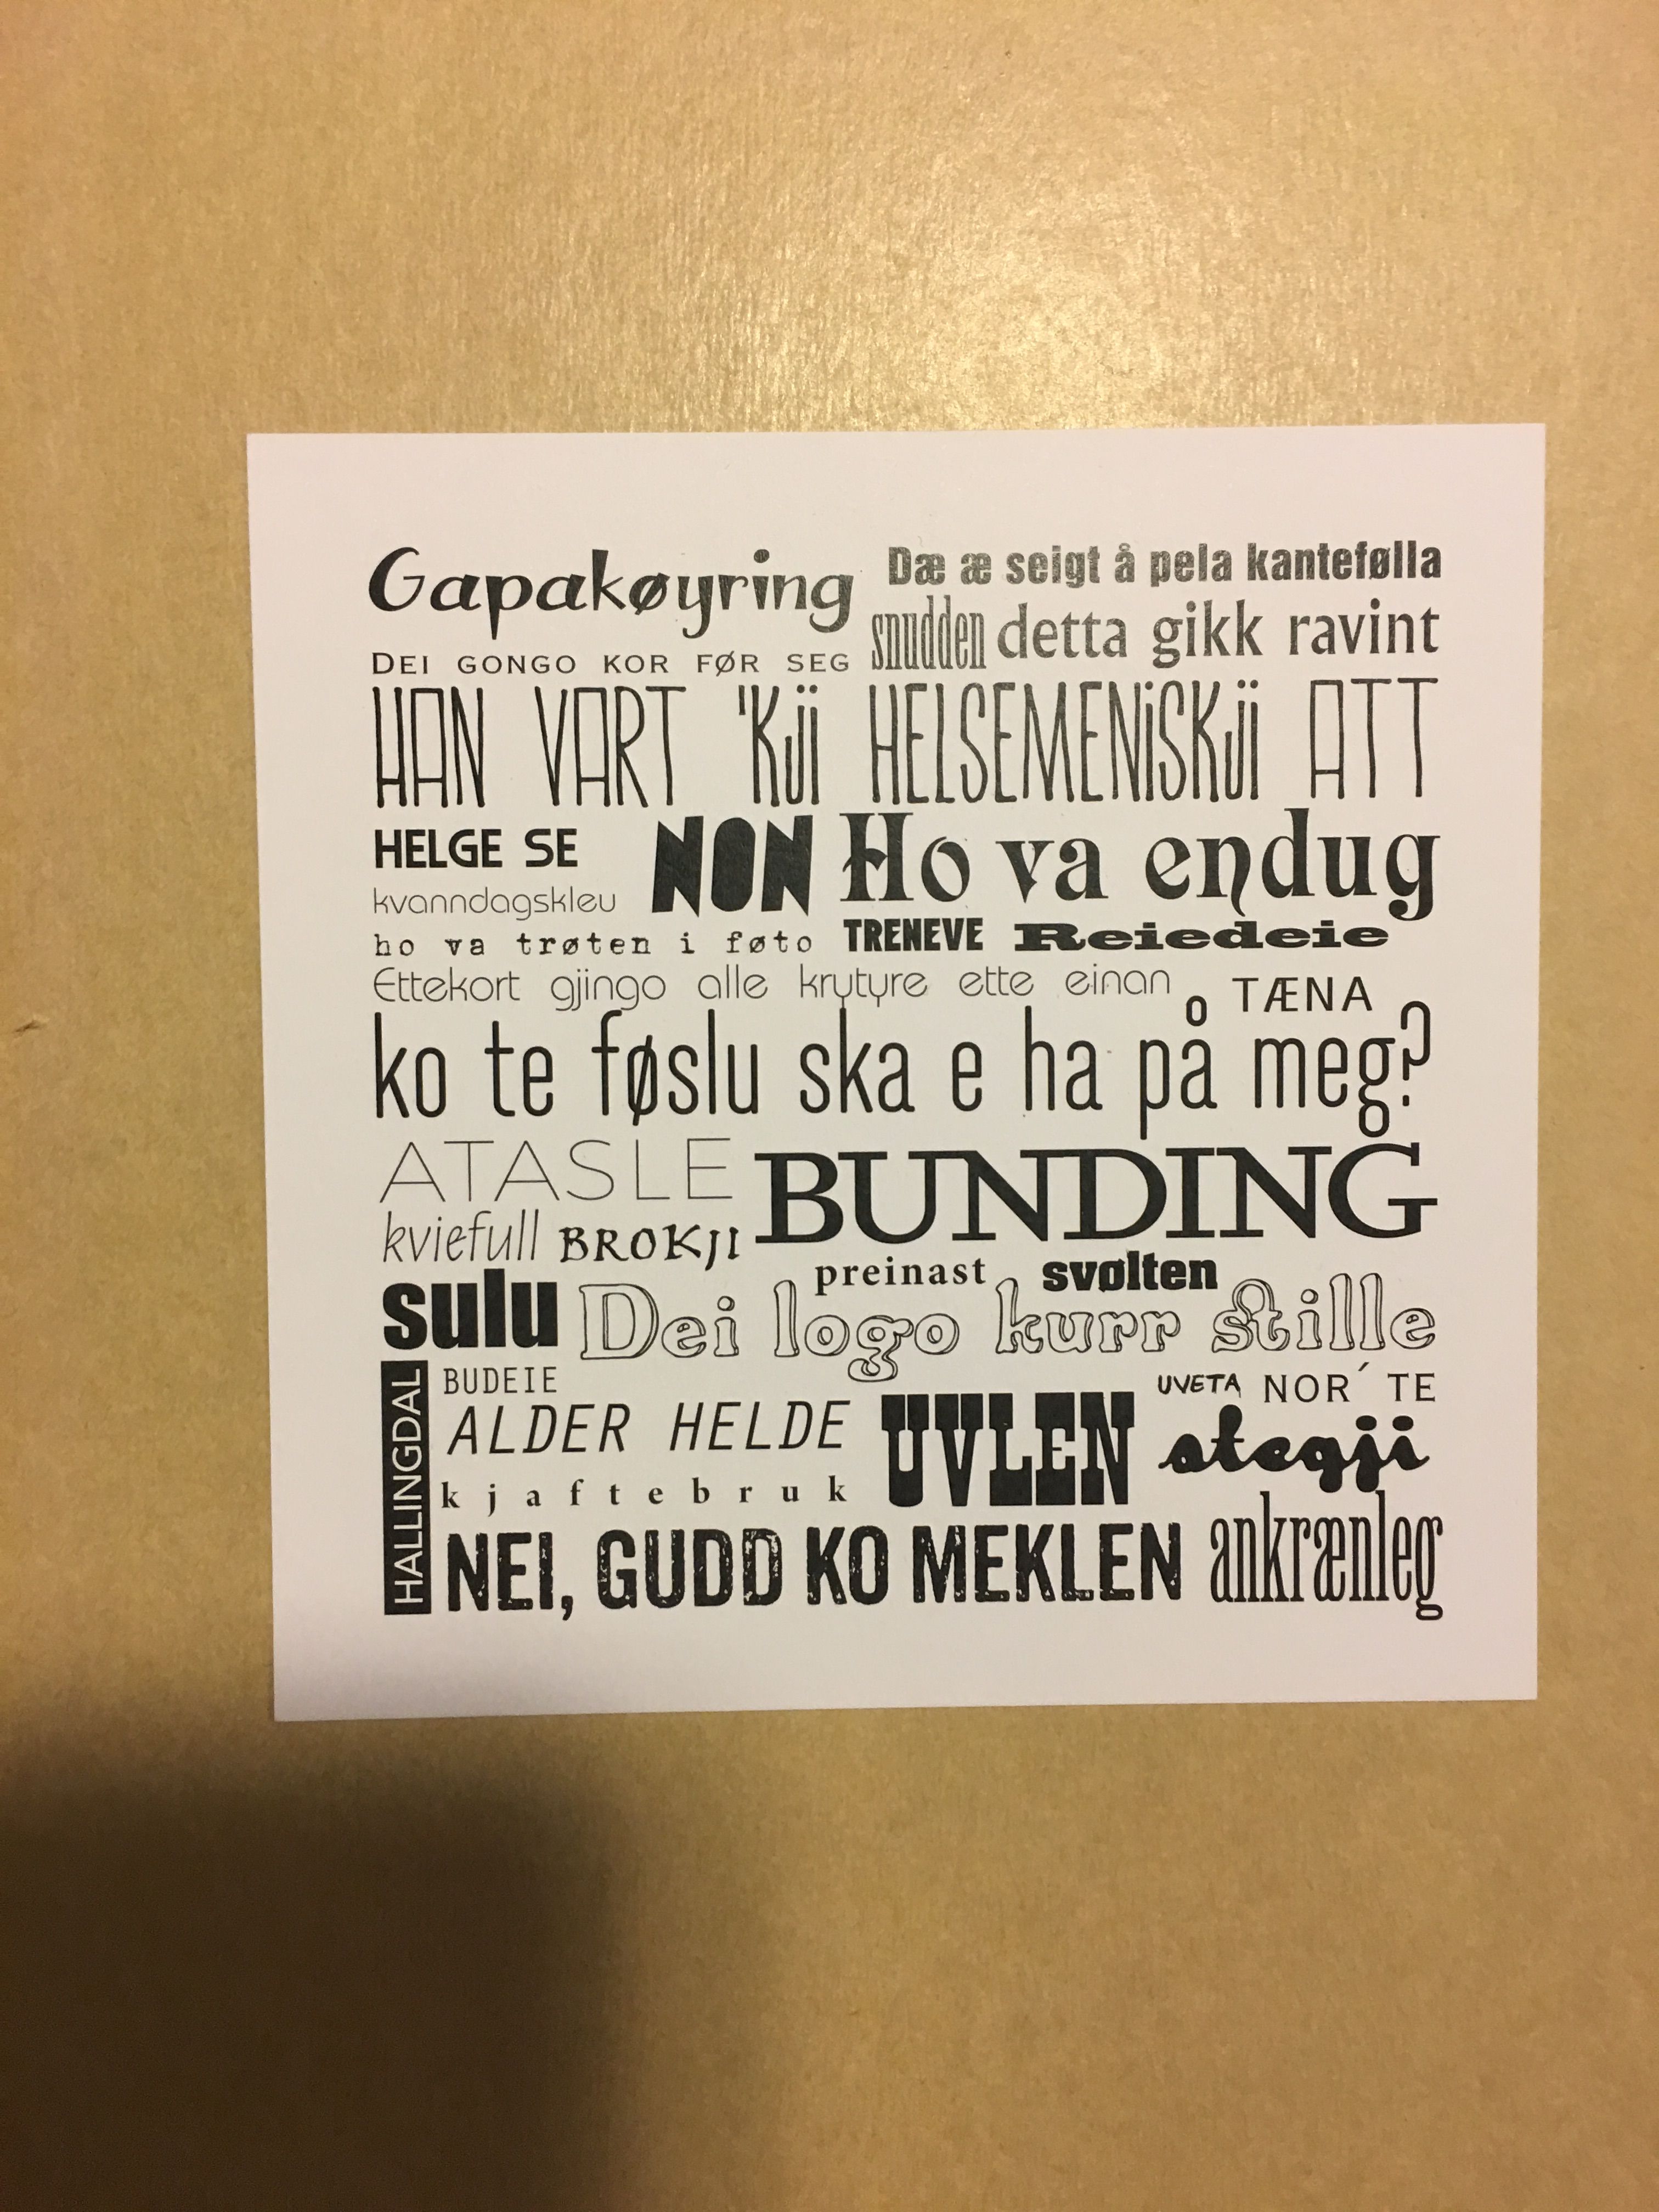 Gapakøyring
Dæ æ seigt å pela kantefølla
snudden detta gikk ravint
DEI GONGO KOR FØR SEG
HAN VART 'KJI HELSEMENISKJI ATT
HELGE SE
kvanndagskleu
NON Ho va endug
ho va trøten i føto
TRENEVE Reiedeie
Ettekort gjingo alle krytyre ette einan
TÆNA
ko te føslu ska e ha på meg?
ATASLE
BUNDING
kviefull BROKJI
preinast svølten
sulu Dei logo kurr stille
HALLINGDAL
BUDEIE
ALDER HELDE
kjaftebruk
UVLEN
UVETA NOR´ TE
stegji
NEI, GUDD KO MEKLEN ankrænleg